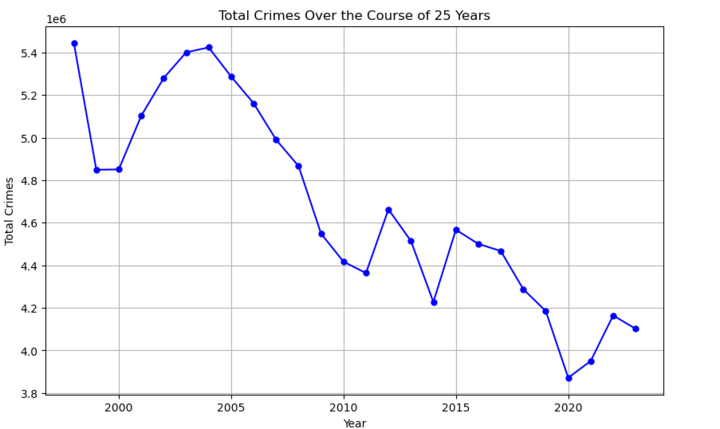 Total Crimes Over the Course of 25 Years
1e6
5.4
5.2
5.0
4.8
4.6
4.4
4.2
4.0
3.8
Total Crimes
2000 2005 2010 2015 2020
Year